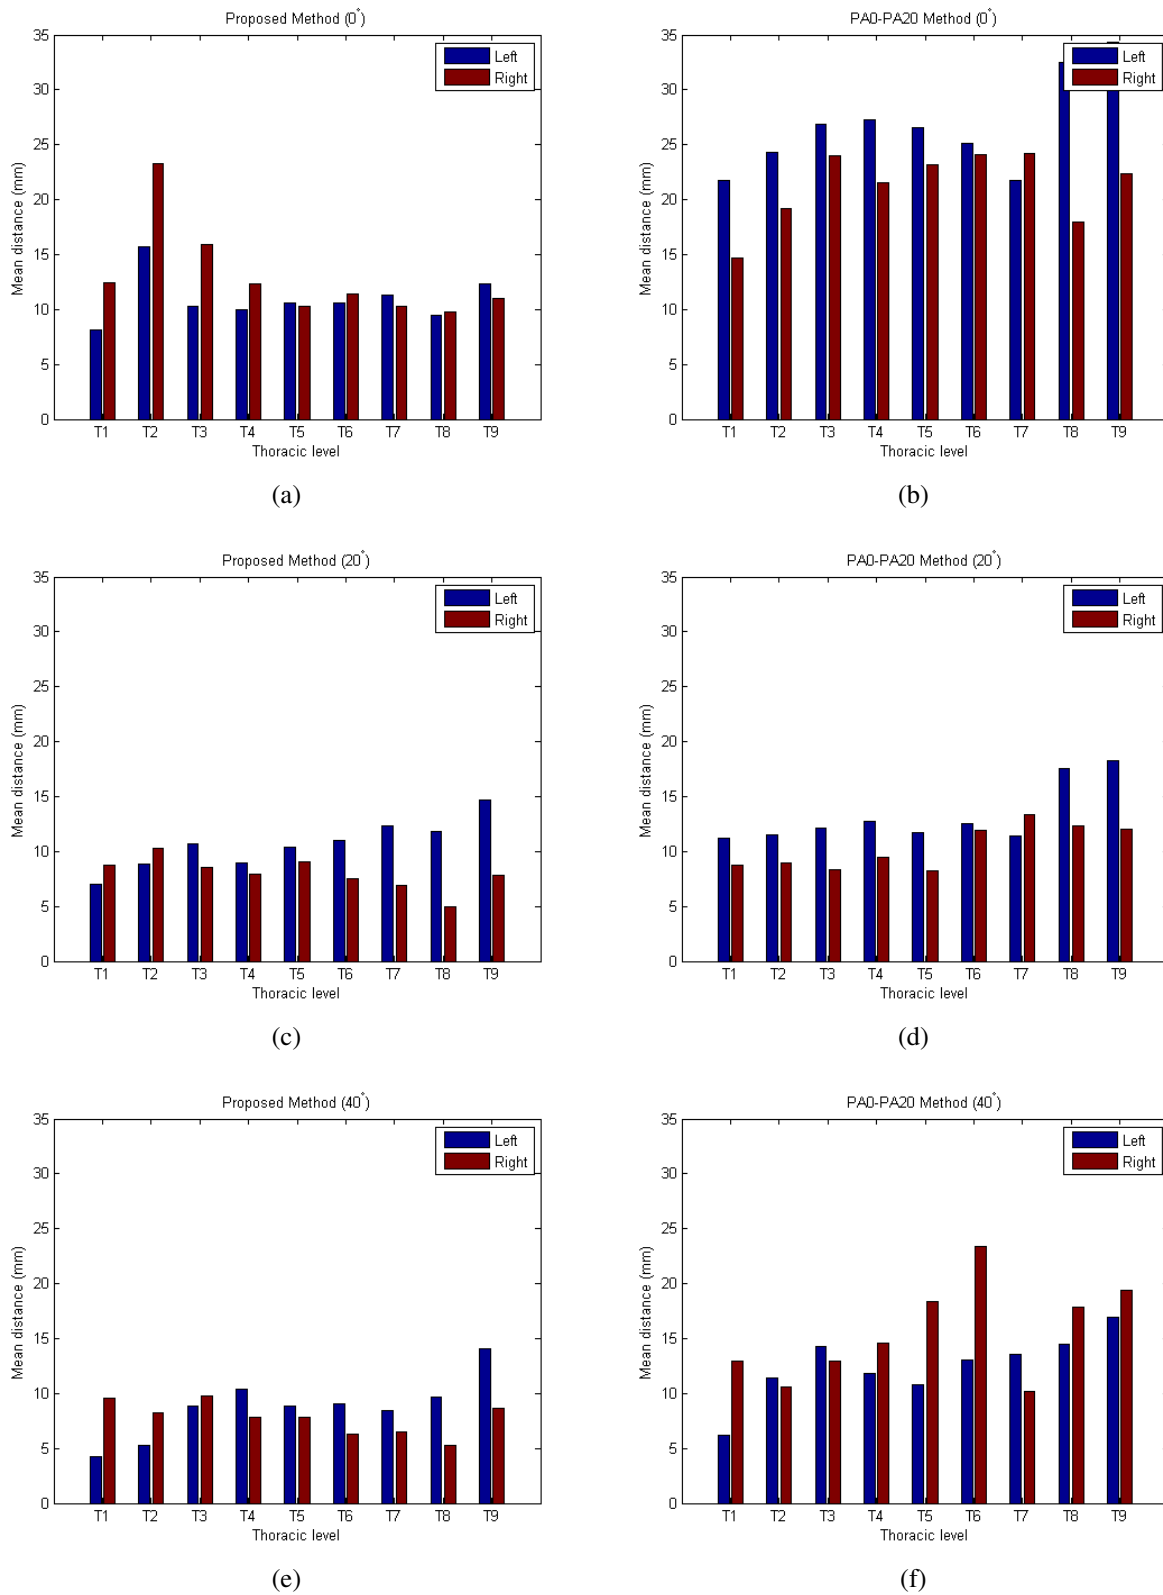 Proposed Method (0°)
Mean distance (mm)
35
30
25
20
15
10
5
0
Left
Right
T1 T2 T3 T4 T5 T6 T7 T8 T9
Thoracic level
(a)
PA0-PA20 Method (0°)
Mean distance (mm)
35
30
25
20
15
10
5
0
Left
Right
T1 T2 T3 T4 T5 T6 T7 T8 T9
Thoracic level
(b)
Proposed Method (20°)
Mean distance (mm)
35
30
25
20
15
10
5
0
Left
Right
T1 T2 T3 T4 T5 T6 T7 T8 T9
Thoracic level
(c)
PA0-PA20 Method (20°)
Mean distance (mm)
35
30
25
20
15
10
5
0
Left
Right
T1 T2 T3 T4 T5 T6 T7 T8 T9
Thoracic level
(d)
Proposed Method (40°)
Mean distance (mm)
35
30
25
20
15
10
5
0
Left
Right
T1 T2 T3 T4 T5 T6 T7 T8 T9
Thoracic level
(e)
PA0-PA20 Method (40°)
Mean distance (mm)
35
30
25
20
15
10
5
0
Left
Right
T1 T2 T3 T4 T5 T6 T7 T8 T9
Thoracic level
(f)